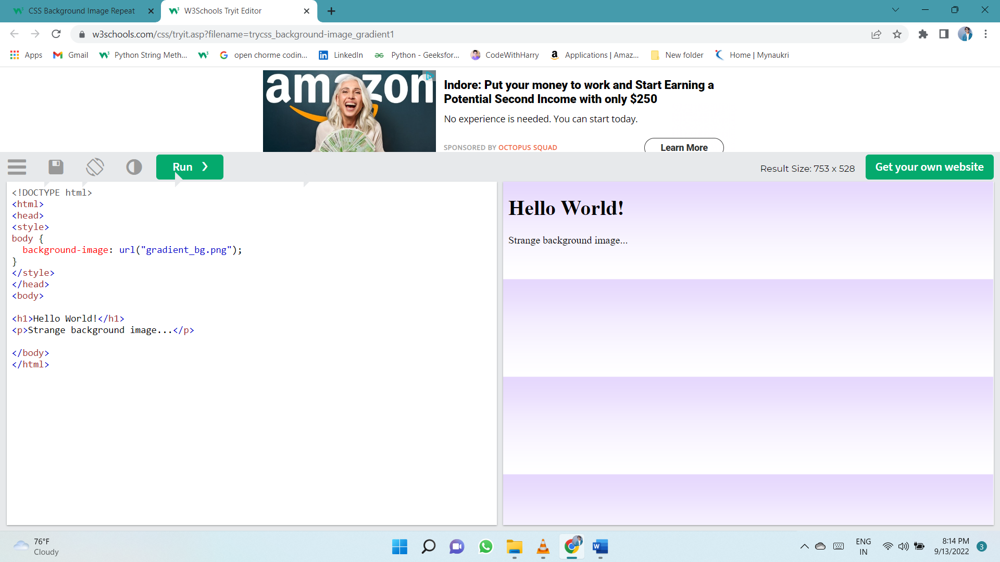 CSS Background Image Repeat
W3Schools Tryit Editor
w3schools.com/css/tryit.asp?filename=trycss_background-image_gradient1
Apps Gmail Python String Meth... open chorme codin... LinkedIn Python - Geeksfor... CodeWithHarry Applications | Amaz... New folder Home | Mynaukri
amazon
Indore: Put your money to work and Start Earning a
Potential Second Income with only $250
No experience is needed. You can start today.
SPONSORED BY OCTOPUS SQUAD
Learn More
Run ❯
Result Size: 753 x 528
Get your own website
<!DOCTYPE html>
<html>
<head>
<style>
body {
  background-image: url("gradient_bg.png");
}
</style>
</head>
<body>
<h1>Hello World!</h1>
<p>Strange background image...</p>
</body>
</html>
Hello World!
Strange background image...
76°F
Cloudy
ENG
IN
8:14 PM
9/13/2022
3